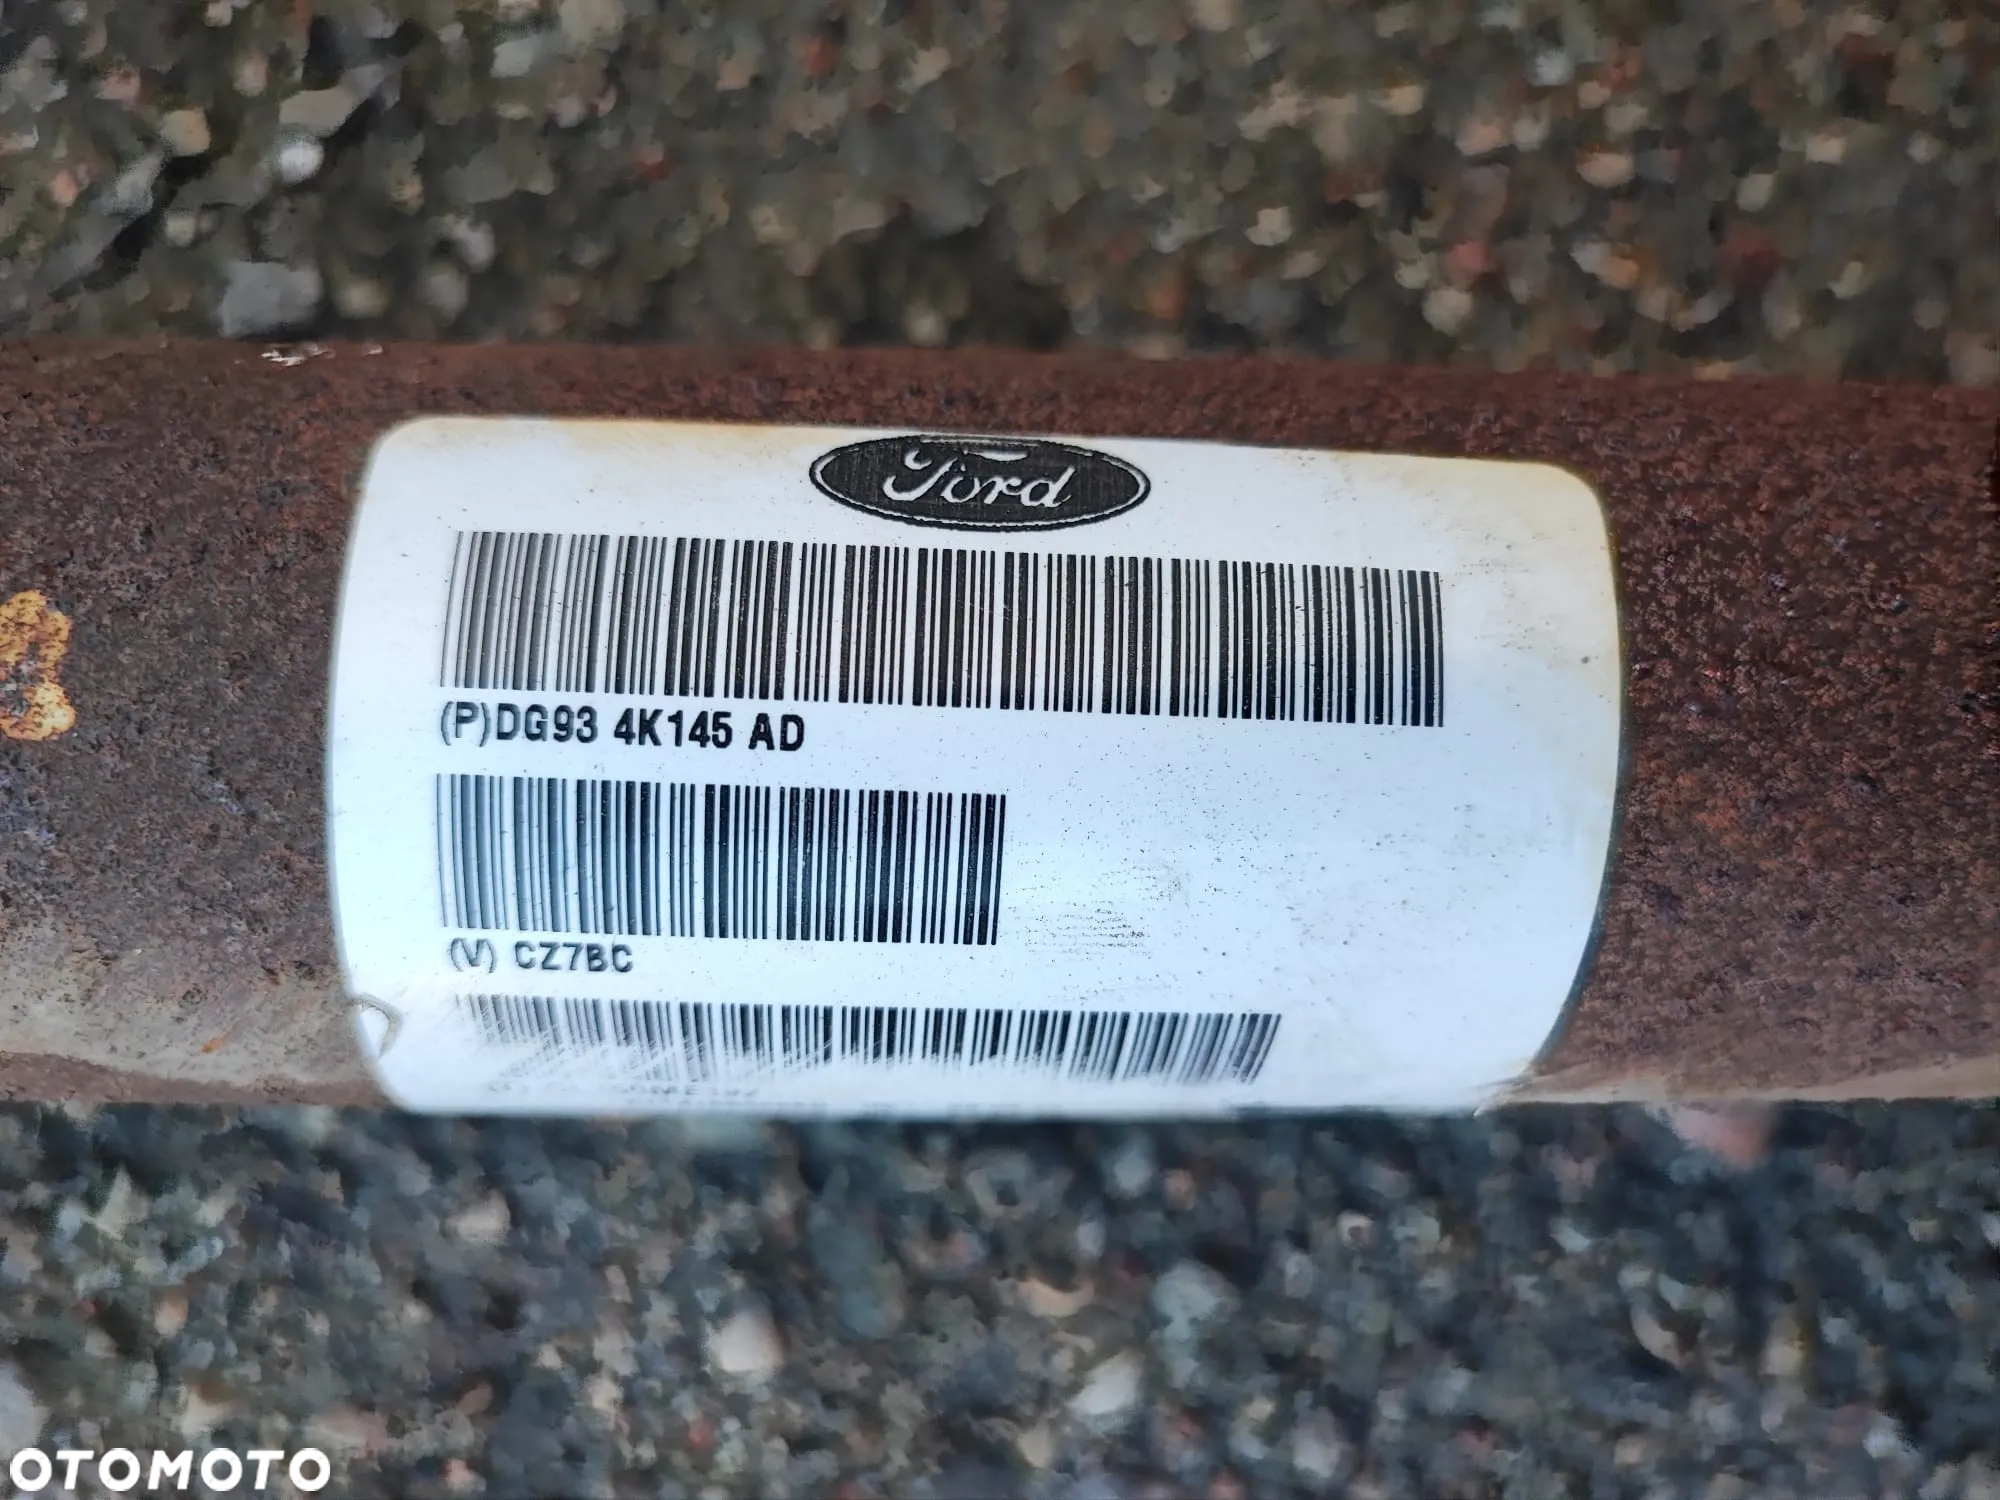 Ford
(P)DG93 4K145 AD
(V) CZ7BC
OTOMOTO